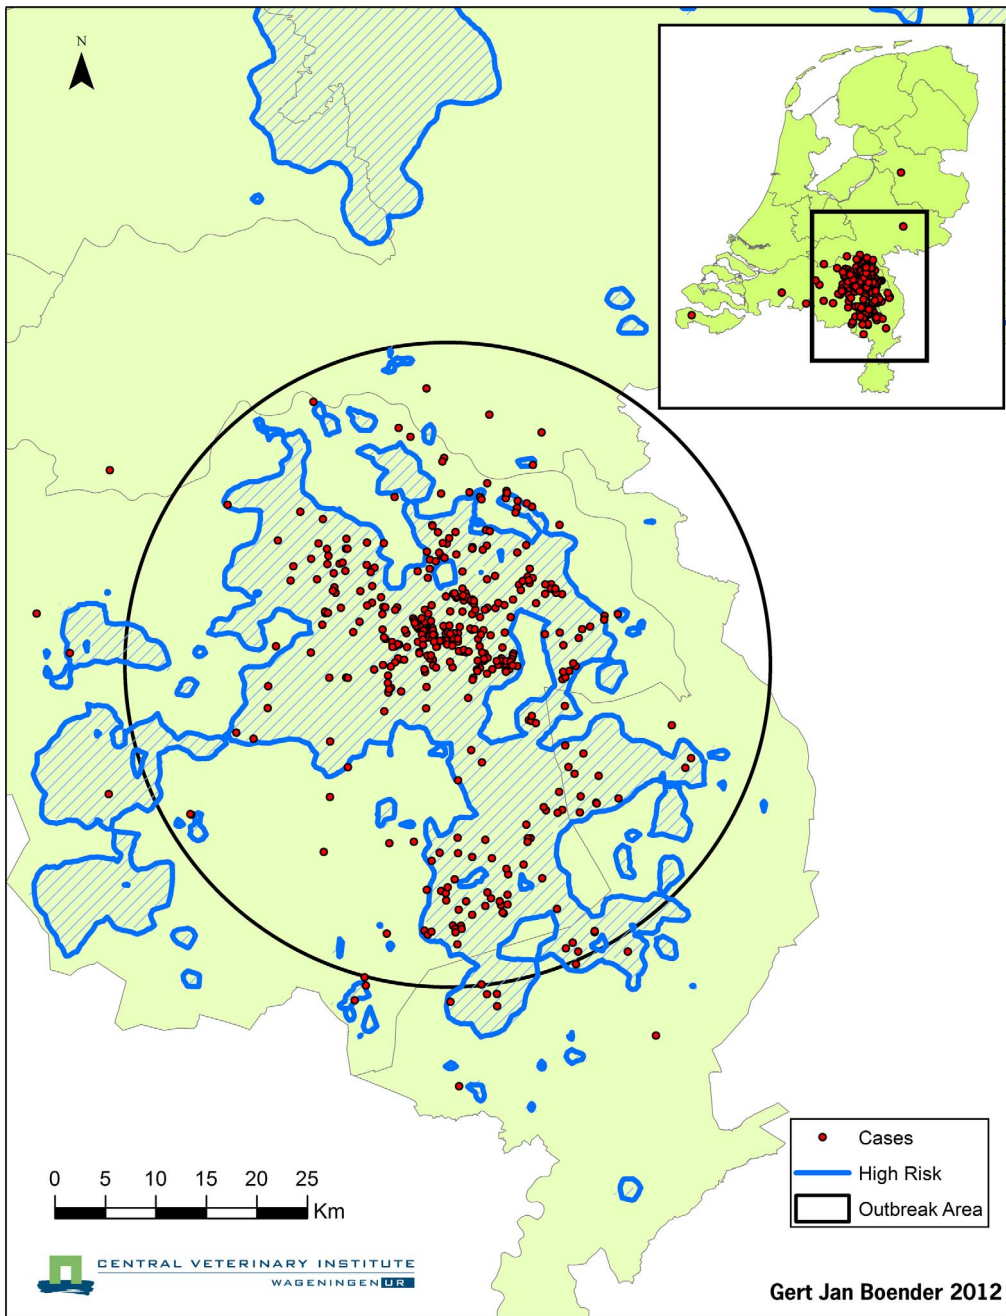 N
Cases
High Risk
Outbreak Area
0 5 10 15 20 25
Km
CENTRAL VETERINARY INSTITUTE
WAGENINGEN UR
Gert Jan Boender 2012